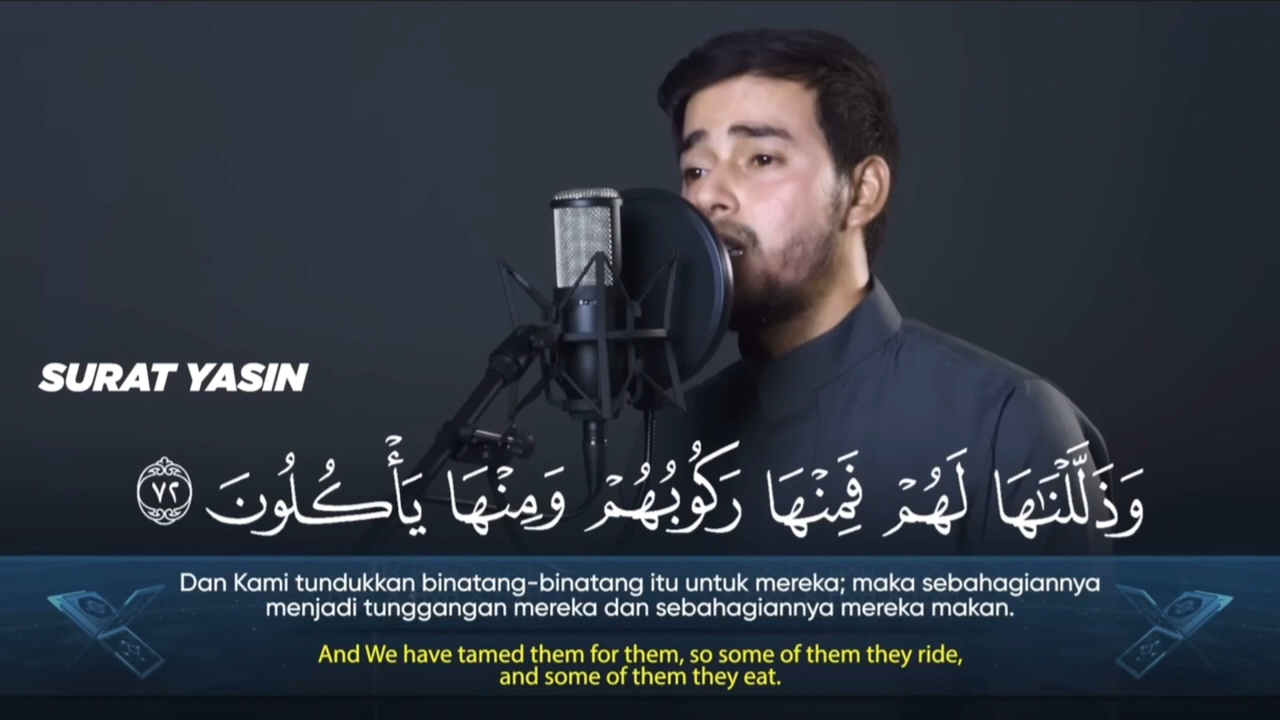 SURAT YASIN
وَذَلَّلْنَٰهَا لَهُمْ فَمِنْهَا رَكُوبُهُمْ وَمِنْهَا يَأْكُلُونَ ٧٢
Dan Kami tundukkan binatang-binatang itu untuk mereka; maka sebahagiannya
menjadi tunggangan mereka dan sebahagiannya mereka makan.
And We have tamed them for them, so some of them they ride,
and some of them they eat.